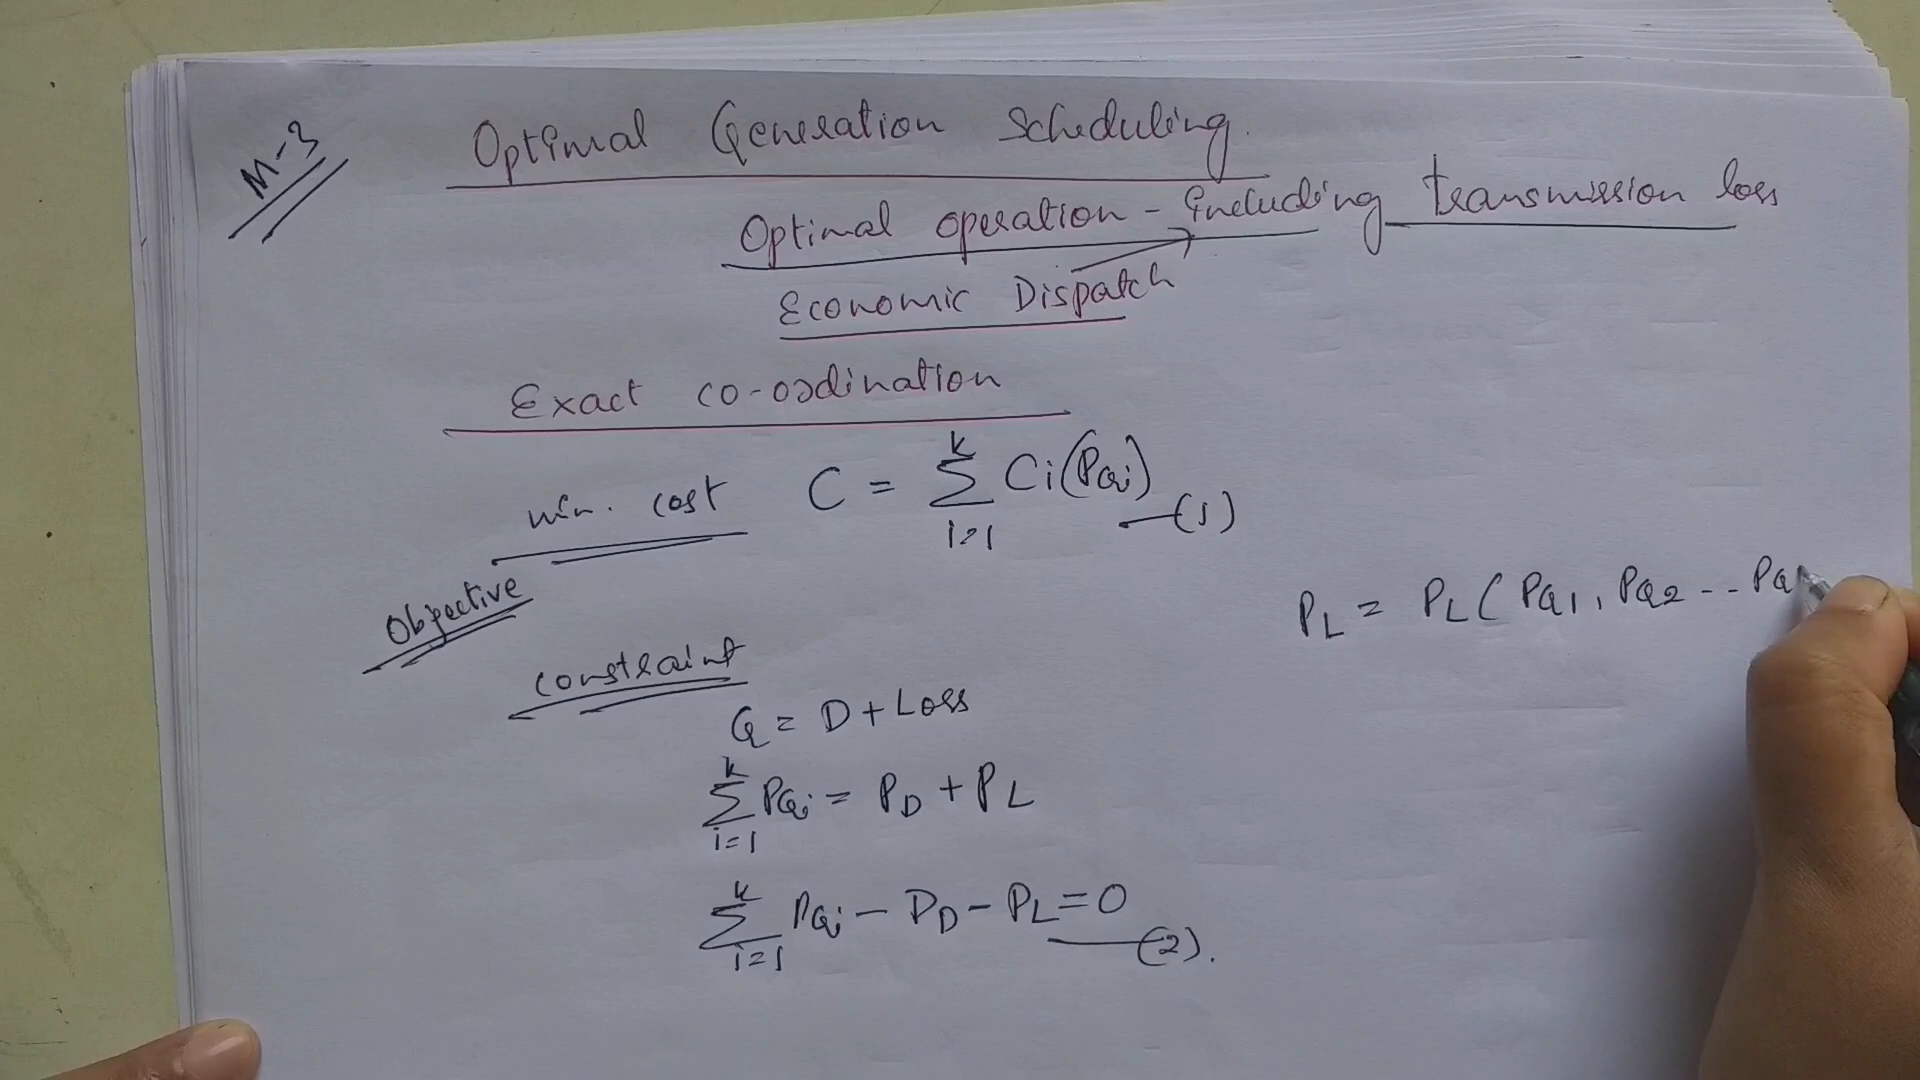 M-3
Optimal Generation Scheduling.
Optimal operation - including transmission loss
Economic Dispatch
Exact co-ordination
min. cost C = k Σ i=1 Ci(PGi) —(1)
Objective
PL = PL(PG1, PG2 -- PG
constraint
G = D + Loss
k Σ i=1 PGi = PD + PL
k Σ i=1 PGi - PD - PL = 0 —(2).